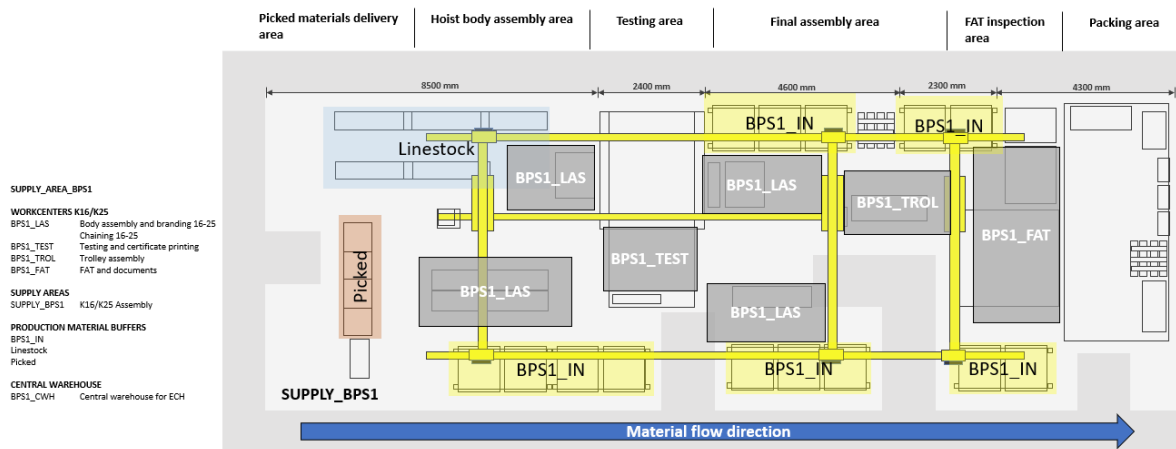 Picked materials delivery area
Hoist body assembly area
Testing area
Final assembly area
FAT inspection area
Packing area
8500 mm
2400 mm
4600 mm
2300 mm
4300 mm
BPS1_IN
BPS1_IN
Linestock
BPS1_LAS
BPS1_LAS
BPS1_TROL
SUPPLY_AREA_BPS1
WORKCENTERS K16/K25
BPS1_LAS Body assembly and branding 16-25
Chaining 16-25
BPS1_TEST Testing and certificate printing
BPS1_TROL Trolley assembly
BPS1_FAT FAT and documents
SUPPLY AREAS
SUPPLY_BPS1 K16/K25 Assembly
PRODUCTION MATERIAL BUFFERS
BPS1_IN
Linestock
Picked
CENTRAL WAREHOUSE
BPS1_CWH Central warehouse for ECH
Picked
BPS1_TEST
BPS1_FAT
BPS1_LAS
BPS1_LAS
BPS1_IN
BPS1_IN
BPS1_IN
SUPPLY_BPS1
Material flow direction